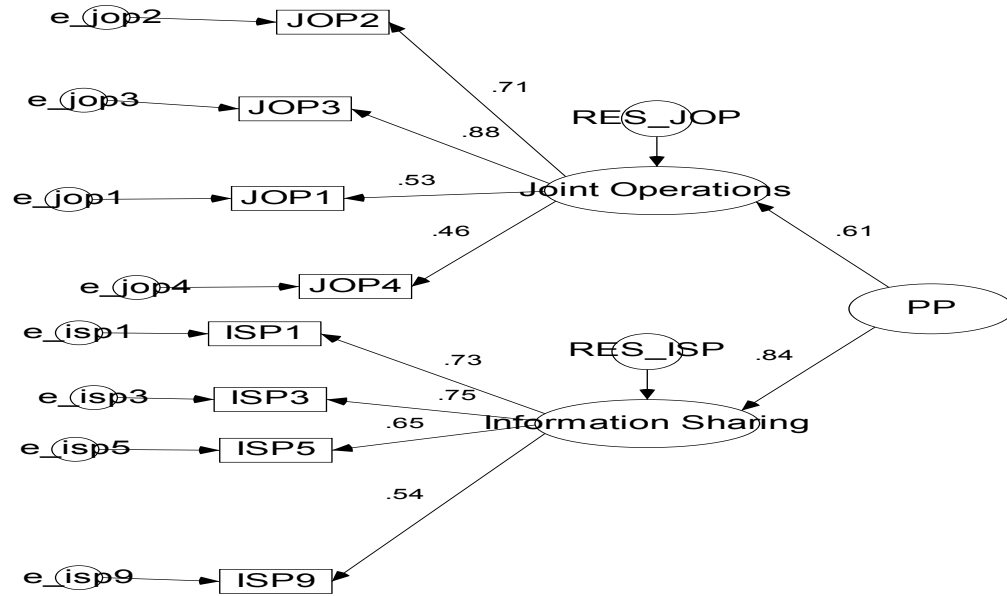 e_jop2
JOP2
.71
e_jop3
JOP3
.88
RES_JOP
e_jop1
JOP1
.53
Joint Operations
.46
.61
e_jop4
JOP4
PP
e_isp1
ISP1
RES_ISP
.73
.84
e_isp3
ISP3
.75
.65
Information Sharing
e_isp5
ISP5
.54
e_isp9
ISP9